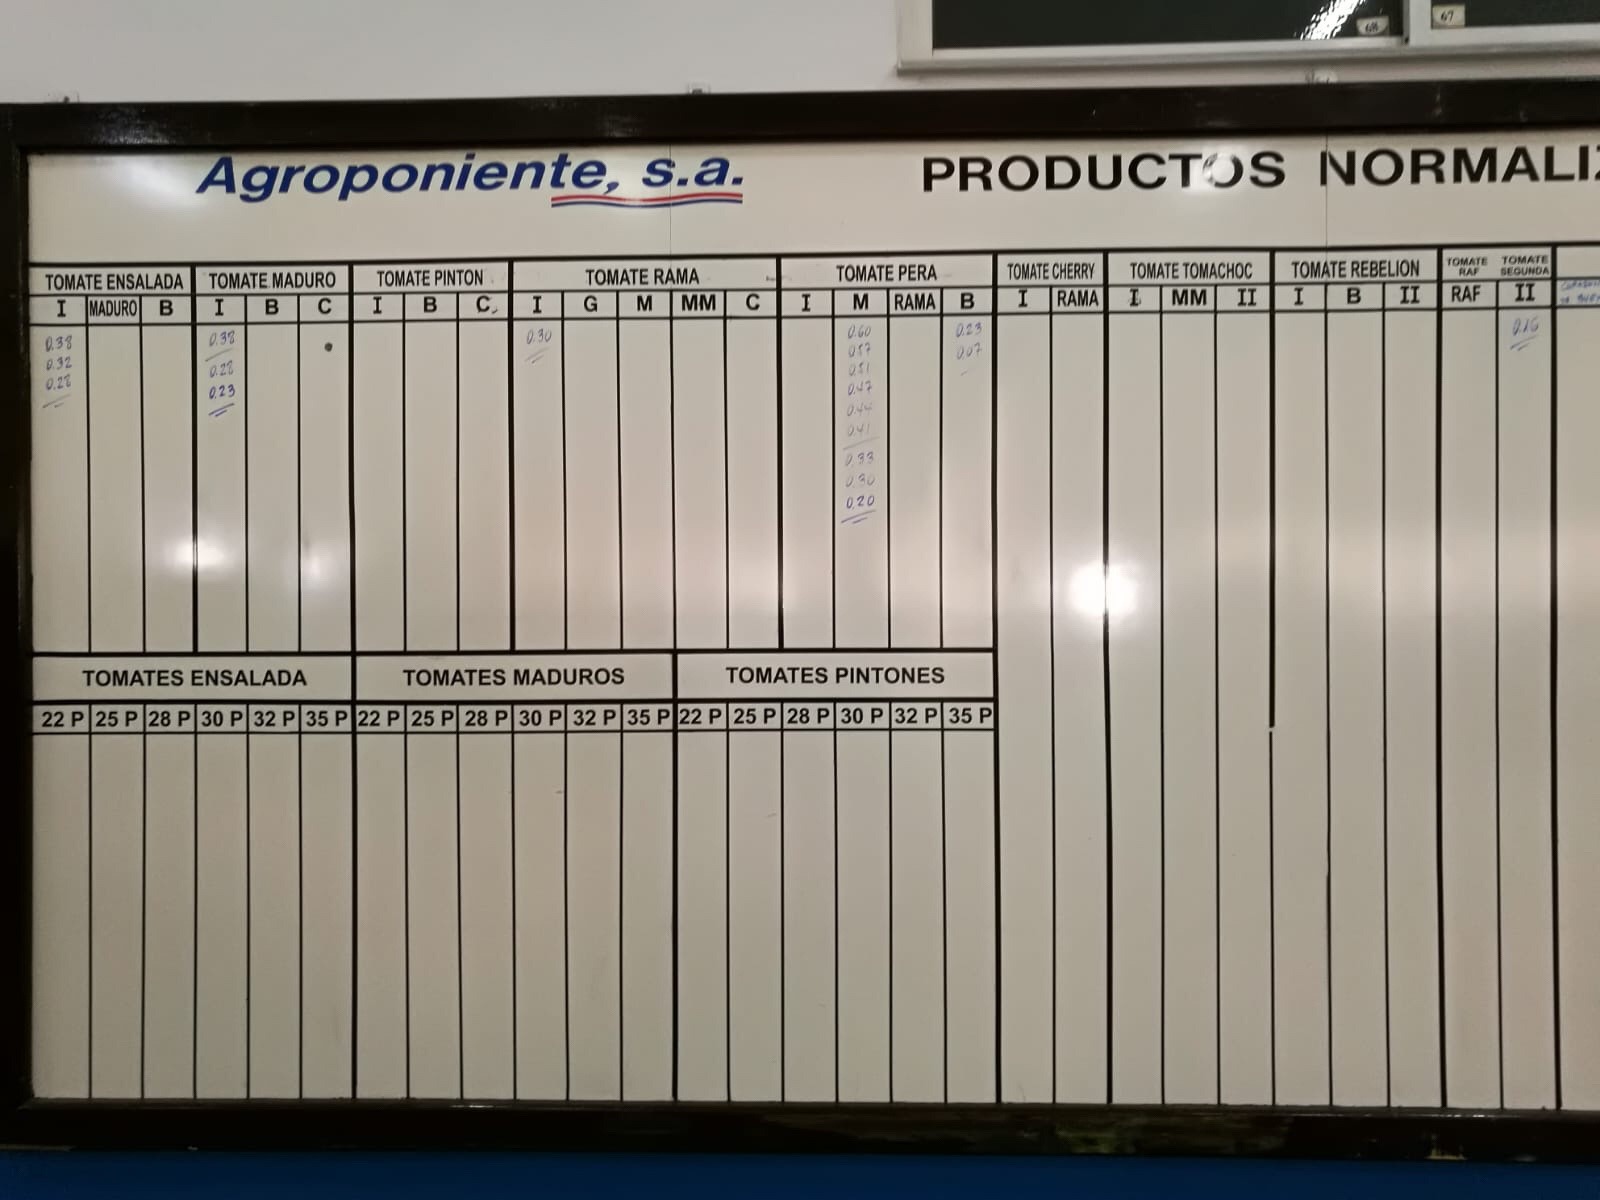 68 67
Agroponiente, s.a. PRODUCTOS NORMALIZ
TOMATE ENSALADA TOMATE MADURO TOMATE PINTON TOMATE RAMA TOMATE PERA TOMATE CHERRY TOMATE TOMACHOC TOMATE REBELION TOMATE RAF TOMATE SEGUNDA
I MADURO B I B C I B C I G M MM C I M RAMA B I RAMA I MM II I B II RAF II
0.38 0.38 0.30 0.60 0.23 0.16
0.32 0.28 0.57 0.07
0.28 0.23 0.51
0.47
0.44
0.41
0.33
0.30
0.20
TOMATES ENSALADA TOMATES MADUROS TOMATES PINTONES
22 P 25 P 28 P 30 P 32 P 35 P 22 P 25 P 28 P 30 P 32 P 35 P 22 P 25 P 28 P 30 P 32 P 35 P